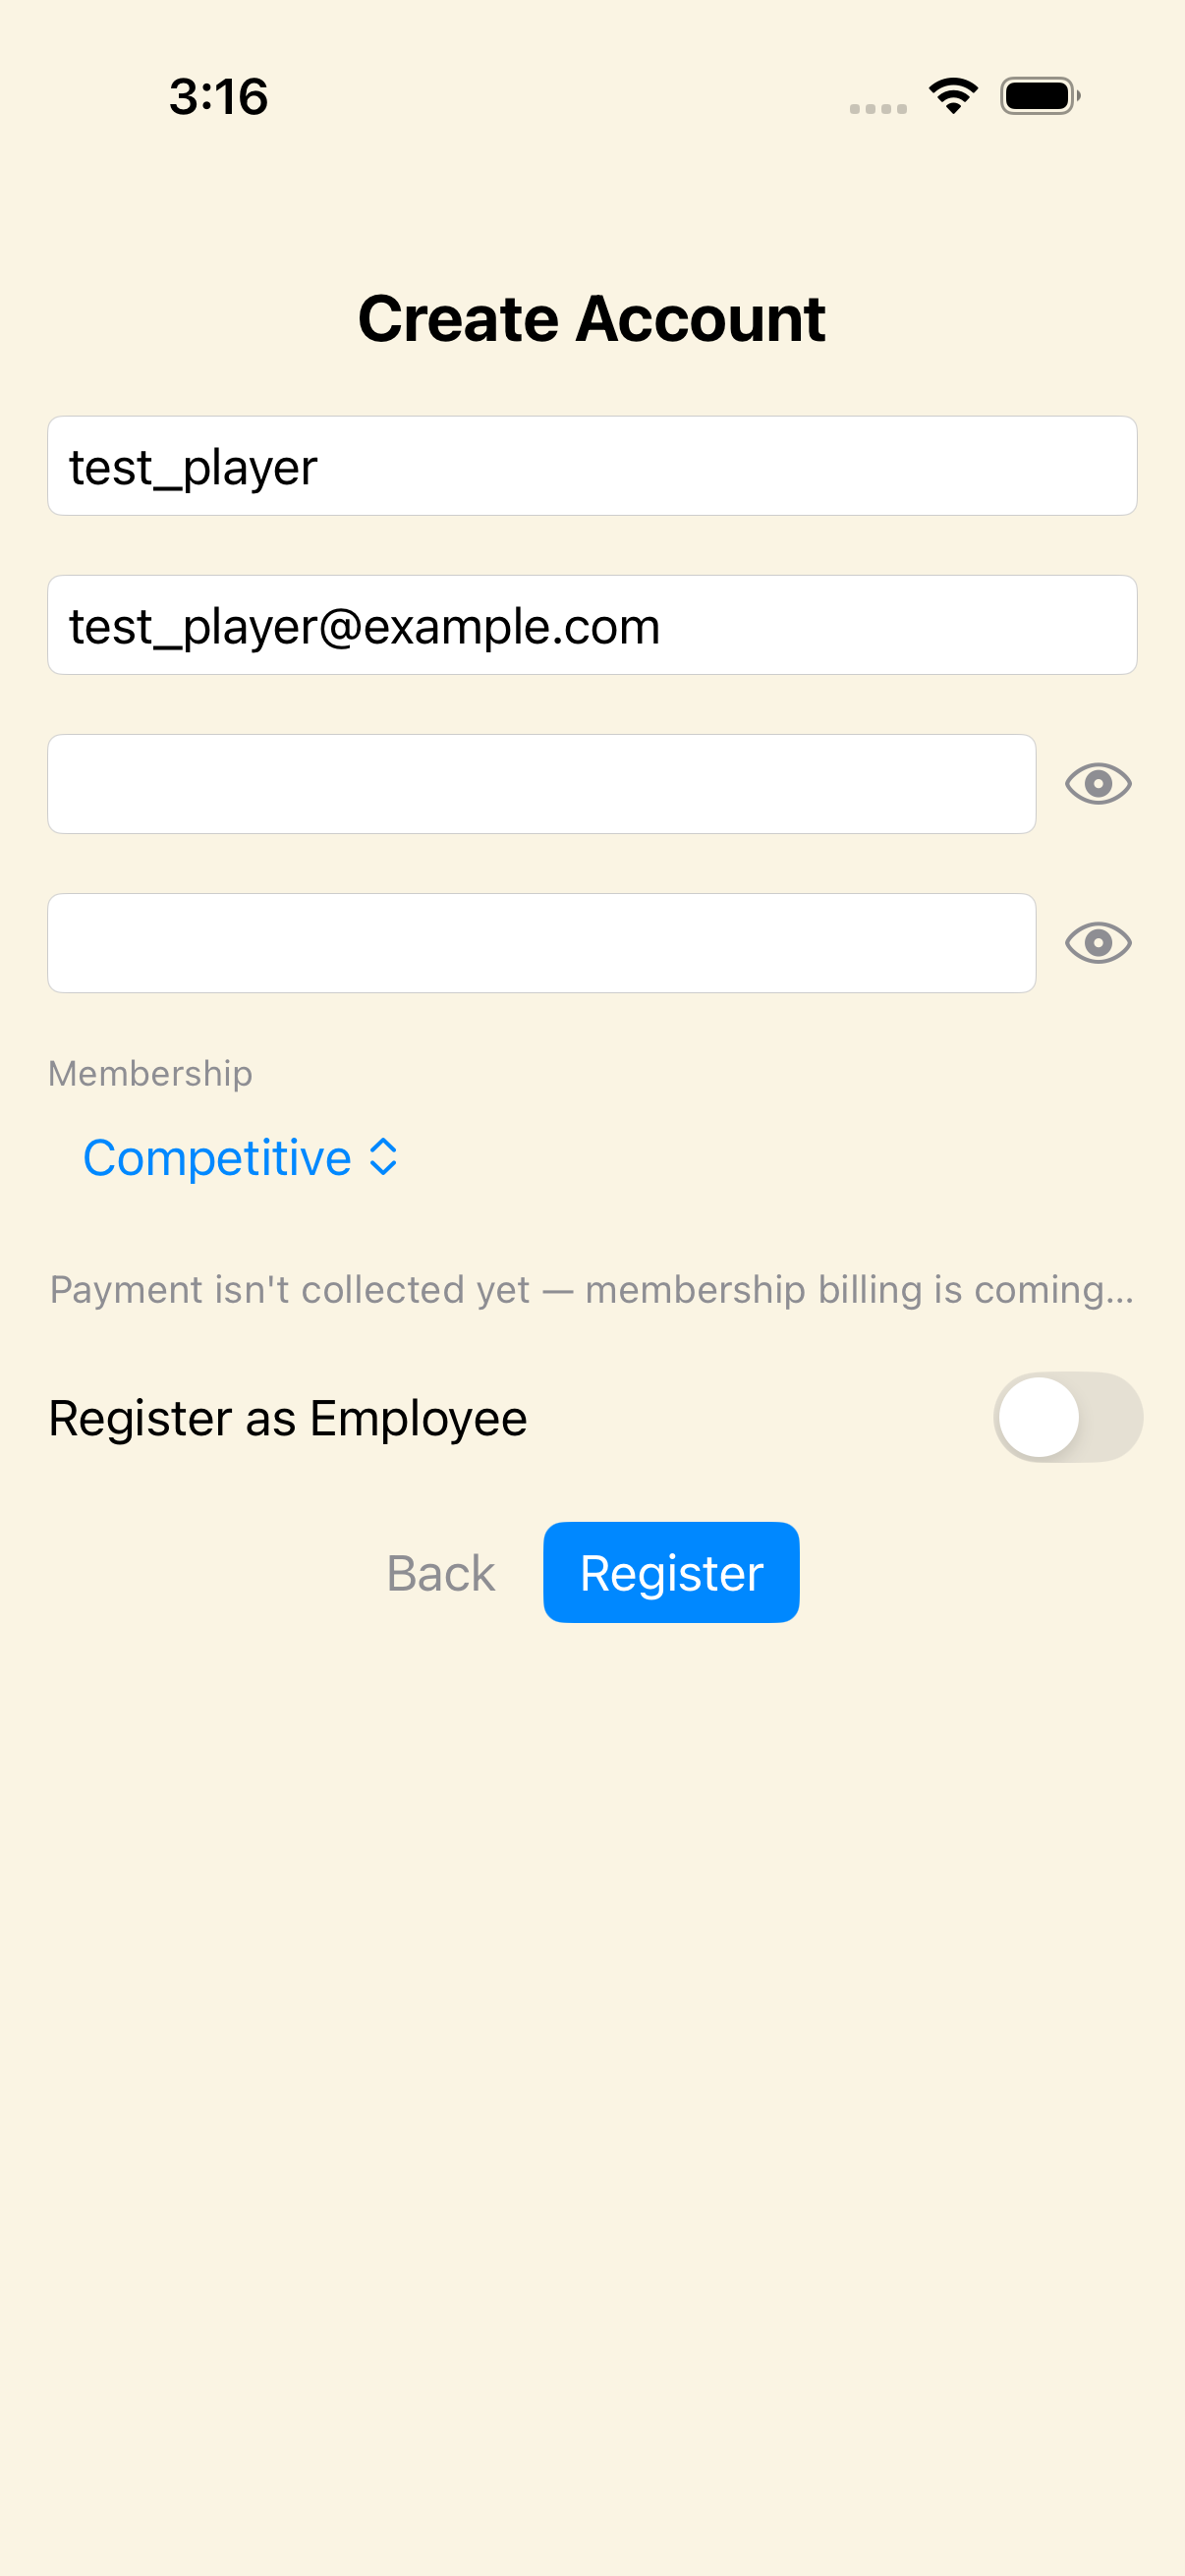 3:16
Create Account
test_player
test_player@example.com
Membership
Competitive
Payment isn't collected yet — membership billing is coming...
Register as Employee
Back Register